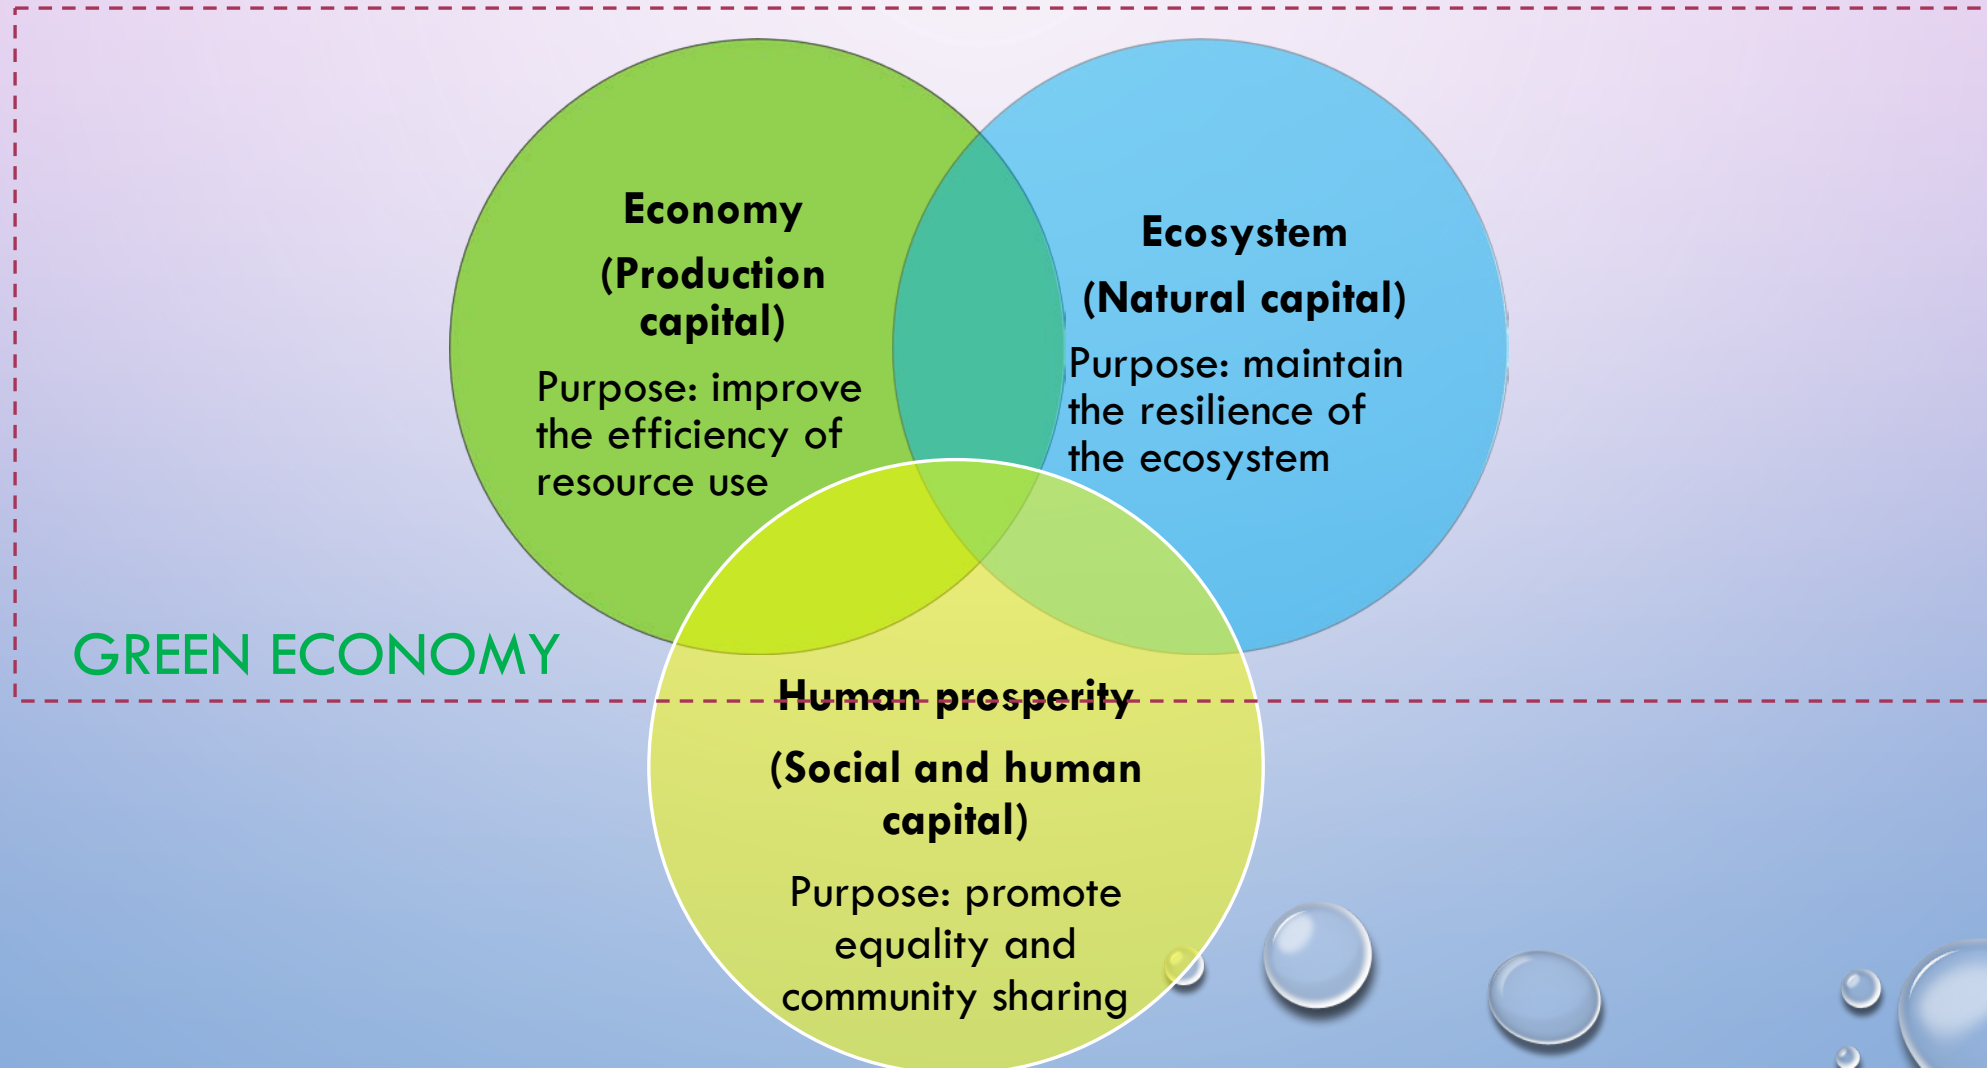 Economy
(Production
capital)
Purpose: improve
the efficiency of
resource use
Ecosystem
(Natural capital)
Purpose: maintain
the resilience of
the ecosystem
GREEN ECONOMY
Human prosperity
(Social and human
capital)
Purpose: promote
equality and
community sharing